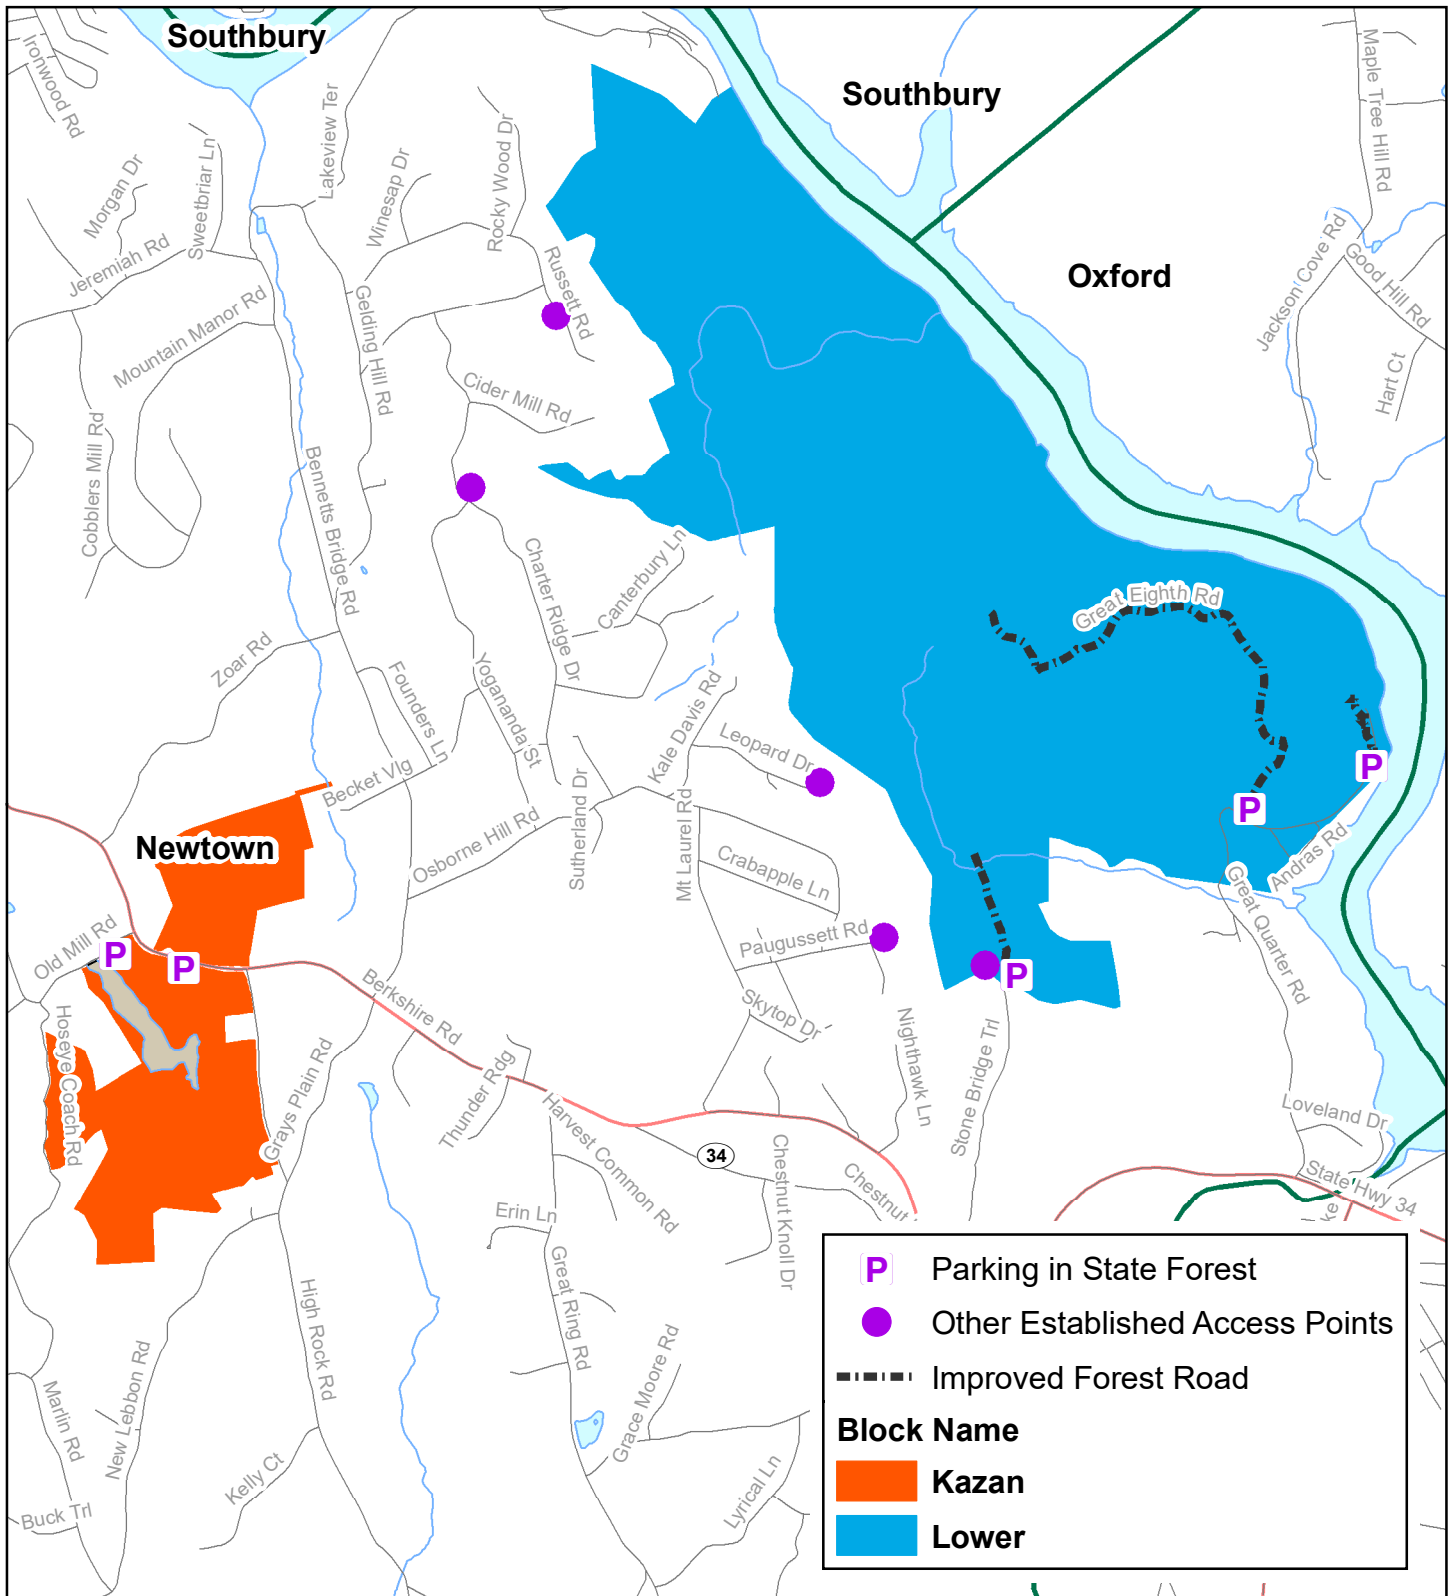 Southbury
Southbury
Oxford
Newtown
Ironwood Rd
Morgan Dr
Sweetbriar Ln
Lakeview Ter
Winesap Dr
Rocky Wood Dr
Maple Tree Hill Rd
Jeremiah Rd
Mountain Manor Rd
Gelding Hill Rd
Russett Rd
Jackson Cove Rd
Good Hill Rd
Hart Ct
Cider Mill Rd
Cobblers Mill Rd
Bennetts Bridge Rd
Charter Ridge Dr
Canterbury Ln
Great Eighth Rd
Zoar Rd
Founders Ln
Yogananda St
Kale Davis Rd
Leopard Dr
Becket Vlg
Osborne Hill Rd
Sutherland Dr
Mt Laurel Rd
Crabapple Ln
P
P
Andras Rd
Great Quarter Rd
Old Mill Rd
P
P
Paugussett Rd
P
Berkshire Rd
Skytop Dr
Nighthawk Ln
Stone Bridge Trl
Hoseye Coach Rd
Grays Plain Rd
Thunder Rdg
Harvest Common Rd
34
Chestnut Knoll Dr
Chestnut
Loveland Dr
State Hwy 34
ke
Erin Ln
Great Ring Rd
High Rock Rd
Grace Moore Rd
New Lebbon Rd
Marlin Rd
Kelly Ct
Lyrical Ln
Buck Trl
P Parking in State Forest
Other Established Access Points
Improved Forest Road
Block Name
Kazan
Lower